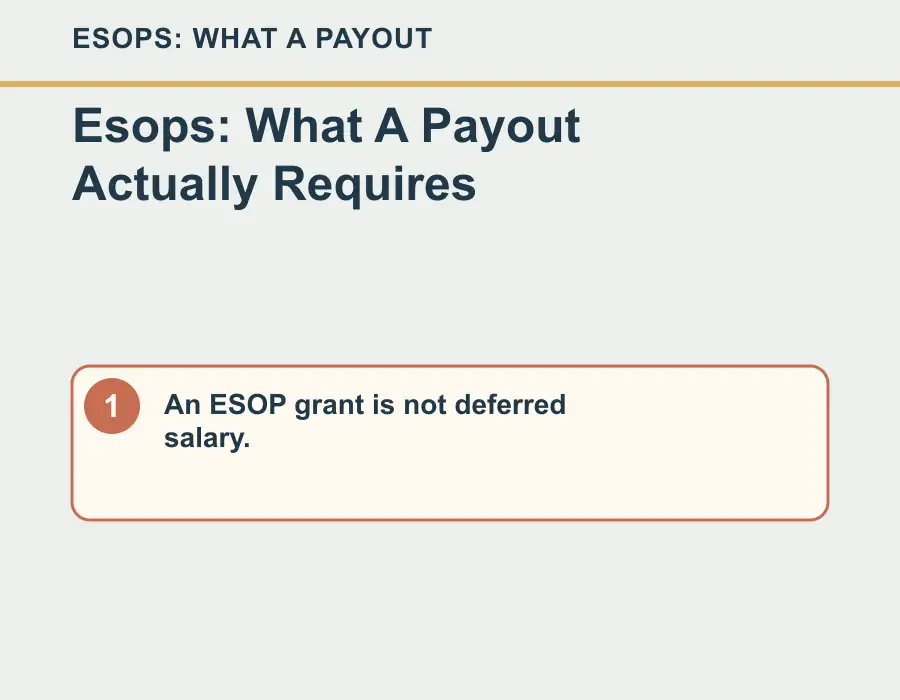 ESOPS: WHAT A PAYOUT
Esops: What A Payout
Actually Requires
1
An ESOP grant is not deferred
salary.